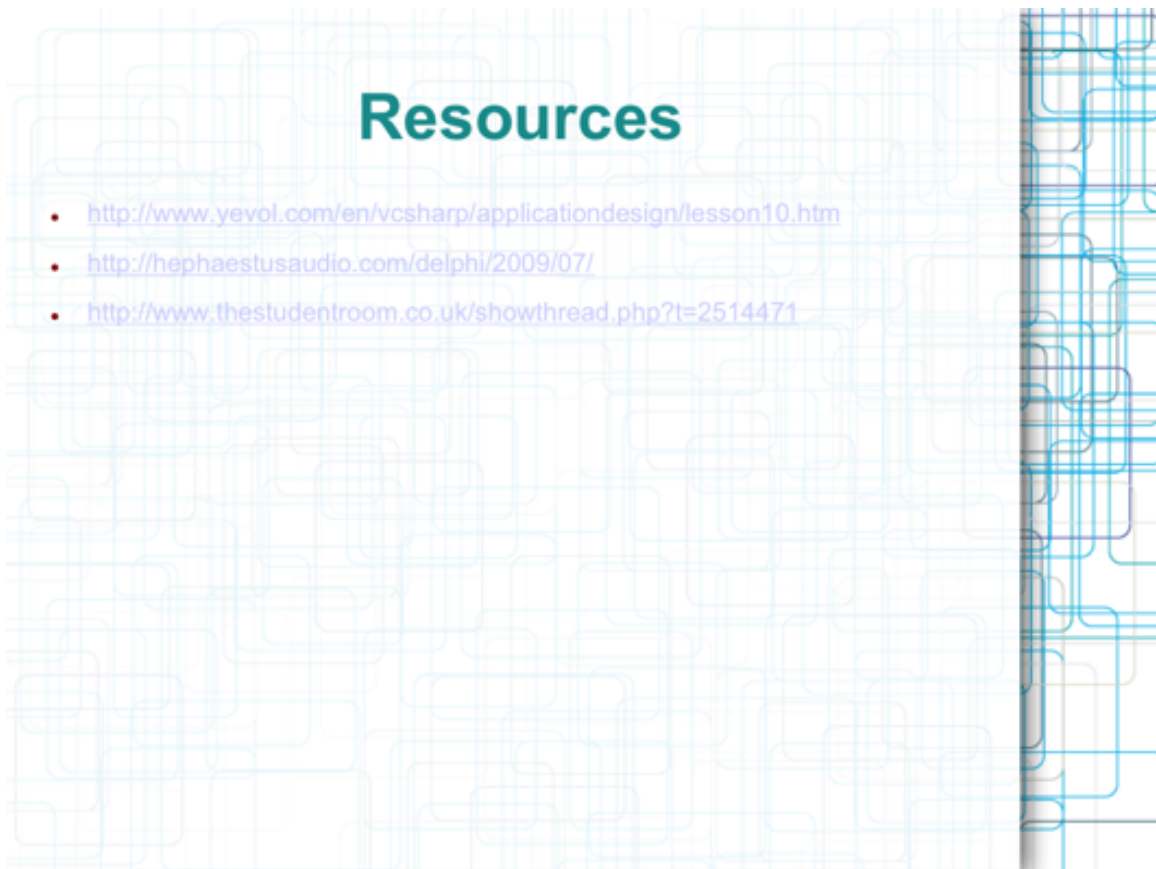 Resources
• http://www.yevol.com/en/vcsharp/applicationdesign/lesson10.htm
• http://hephaestusaudio.com/delphi/2009/07/
• http://www.thestudentroom.co.uk/showthread.php?t=2514471